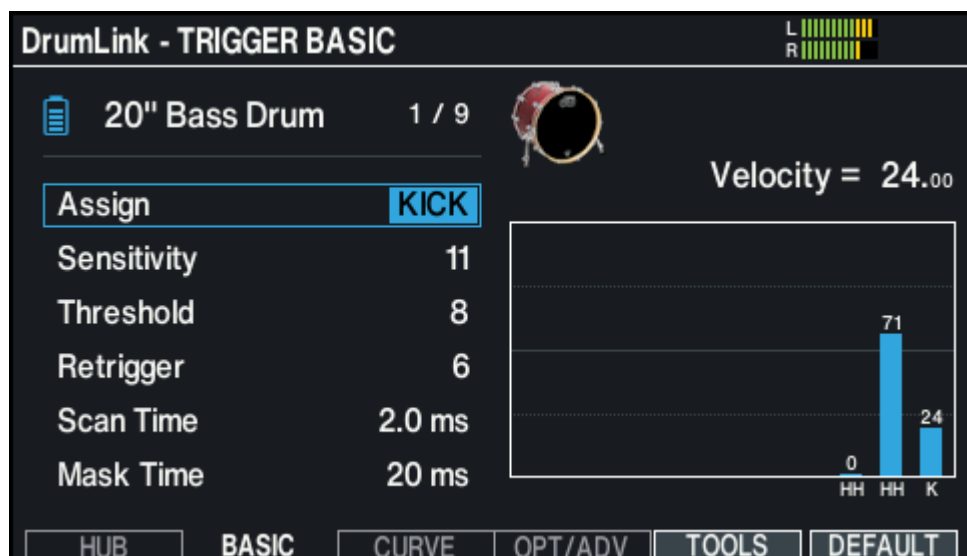 DrumLink - TRIGGER BASIC
L
R
20" Bass Drum 1 / 9
Velocity = 24.00
Assign KICK
Sensitivity 11
Threshold 8
Retrigger 6
Scan Time 2.0 ms
Mask Time 20 ms
71
24
0
HH HH K
HUB BASIC CURVE OPT/ADV TOOLS DEFAULT